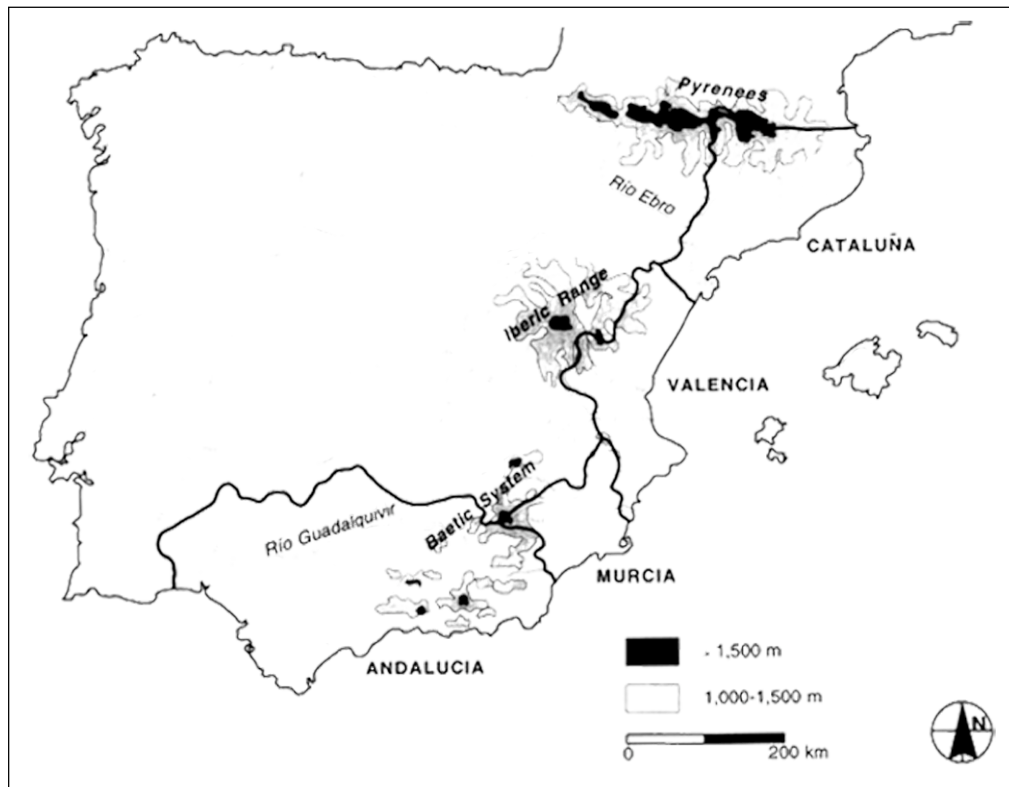 Pyrenees
Río Ebro
CATALUÑA
Iberic Range
VALENCIA
Baetic System
Río Guadalquivir
MURCIA
ANDALUCIA
- 1,500 m
1,000-1,500 m
0 200 km
N